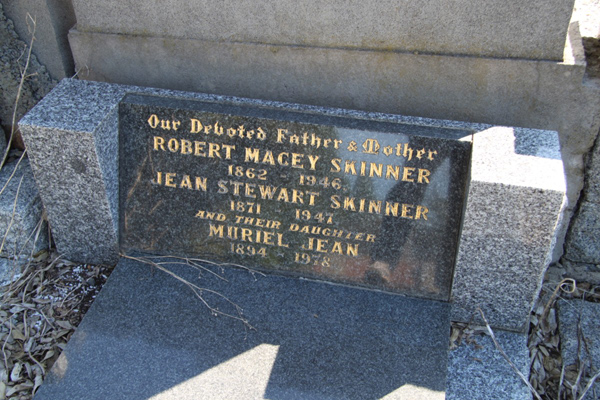 Our Devoted Father & Mother
ROBERT MACEY SKINNER
1862 - 1946
JEAN STEWART SKINNER
1871 - 1947
AND THEIR DAUGHTER
MURIEL JEAN
1894 - 1978